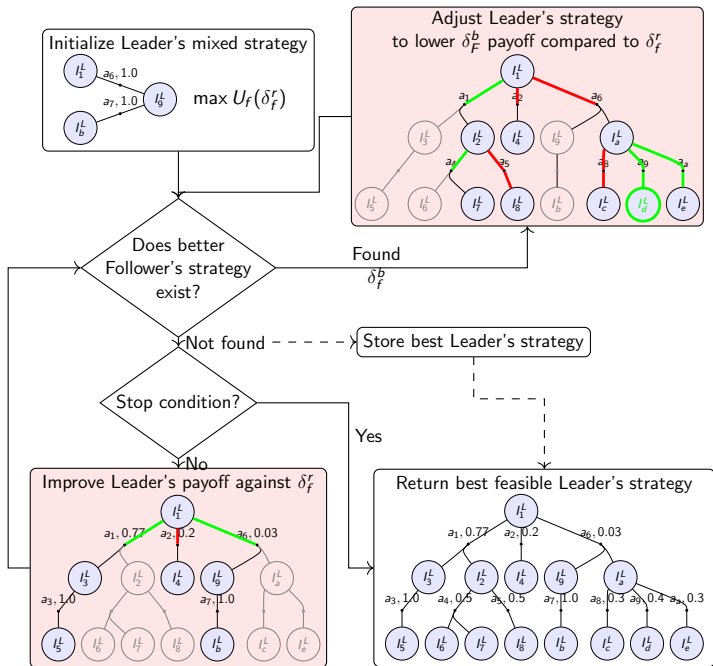 Initialize Leader's mixed strategy
I_1^L
a_6, 1.0
I_9^L
max U_f(δ_f^r)
a_7, 1.0
I_b^L
Adjust Leader's strategy
to lower δ_F^b payoff compared to δ_f^r
I_1^L
a_1 a_2 a_6
I_3^L I_2^L I_4^L I_9^L I_a^L
a_4 a_5 a_8 a_9 a_a
I_5^L I_6^L I_7^L I_8^L I_b^L I_c^L I_d^L I_e^L
Does better
Follower's strategy
exist?
Found
δ_f^b
Not found
Store best Leader's strategy
Stop condition?
Yes
No
Improve Leader's payoff against δ_f^r
I_1^L
a_1, 0.77 a_2, 0.2 a_6, 0.03
I_3^L I_2^L I_4^L I_9^L I_a^L
a_3, 1.0 a_7, 1.0
I_5^L I_6^L I_7^L I_8^L I_b^L I_c^L I_e^L
Return best feasible Leader's strategy
I_1^L
a_1, 0.77 a_2, 0.2 a_6, 0.03
I_3^L I_2^L I_4^L I_9^L I_a^L
a_3, 1.0 a_4, 0.5 a_5, 0.5 a_7, 1.0 a_8, 0.3 a_9, 0.4 a_a, 0.3
I_5^L I_6^L I_7^L I_8^L I_b^L I_c^L I_d^L I_e^L